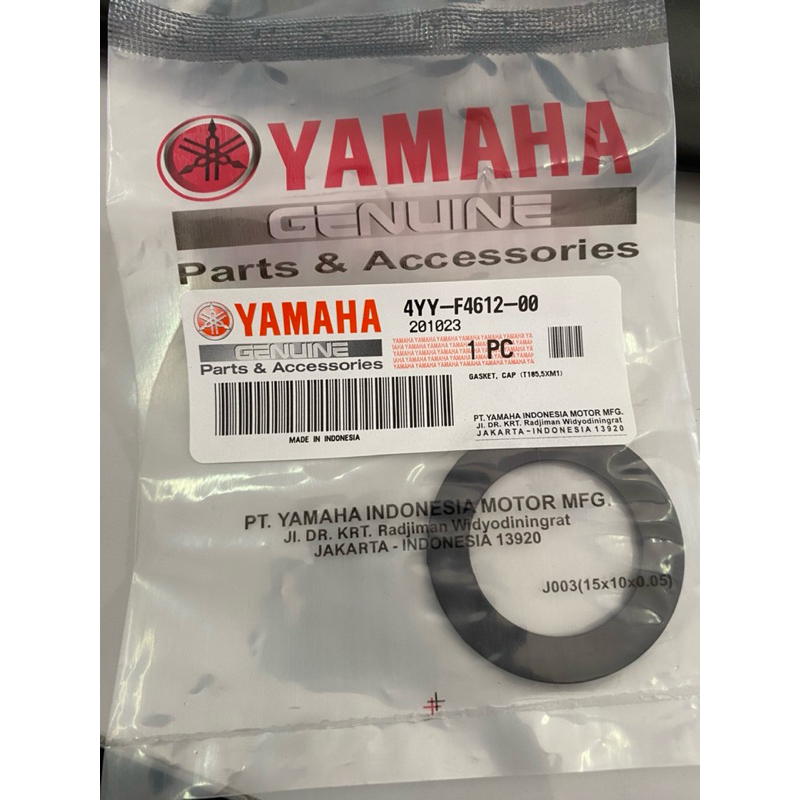 YAMAHA
GENUINE
Parts & Accessories
YAMAHA
GENUINE
Parts & Accessories
4YY-F4612-00
201023
1 PC
GASKET, CAP (T105,5XM1)
MADE IN INDONESIA
PT. YAMAHA INDONESIA MOTOR MFG.
Jl. DR. KRT. Radjiman Widyodiningrat
JAKARTA - INDONESIA 13920
PT. YAMAHA INDONESIA MOTOR MFG.
Jl. DR. KRT. Radjiman Widyodiningrat
JAKARTA - INDONESIA 13920
J003(15x10x0.05)